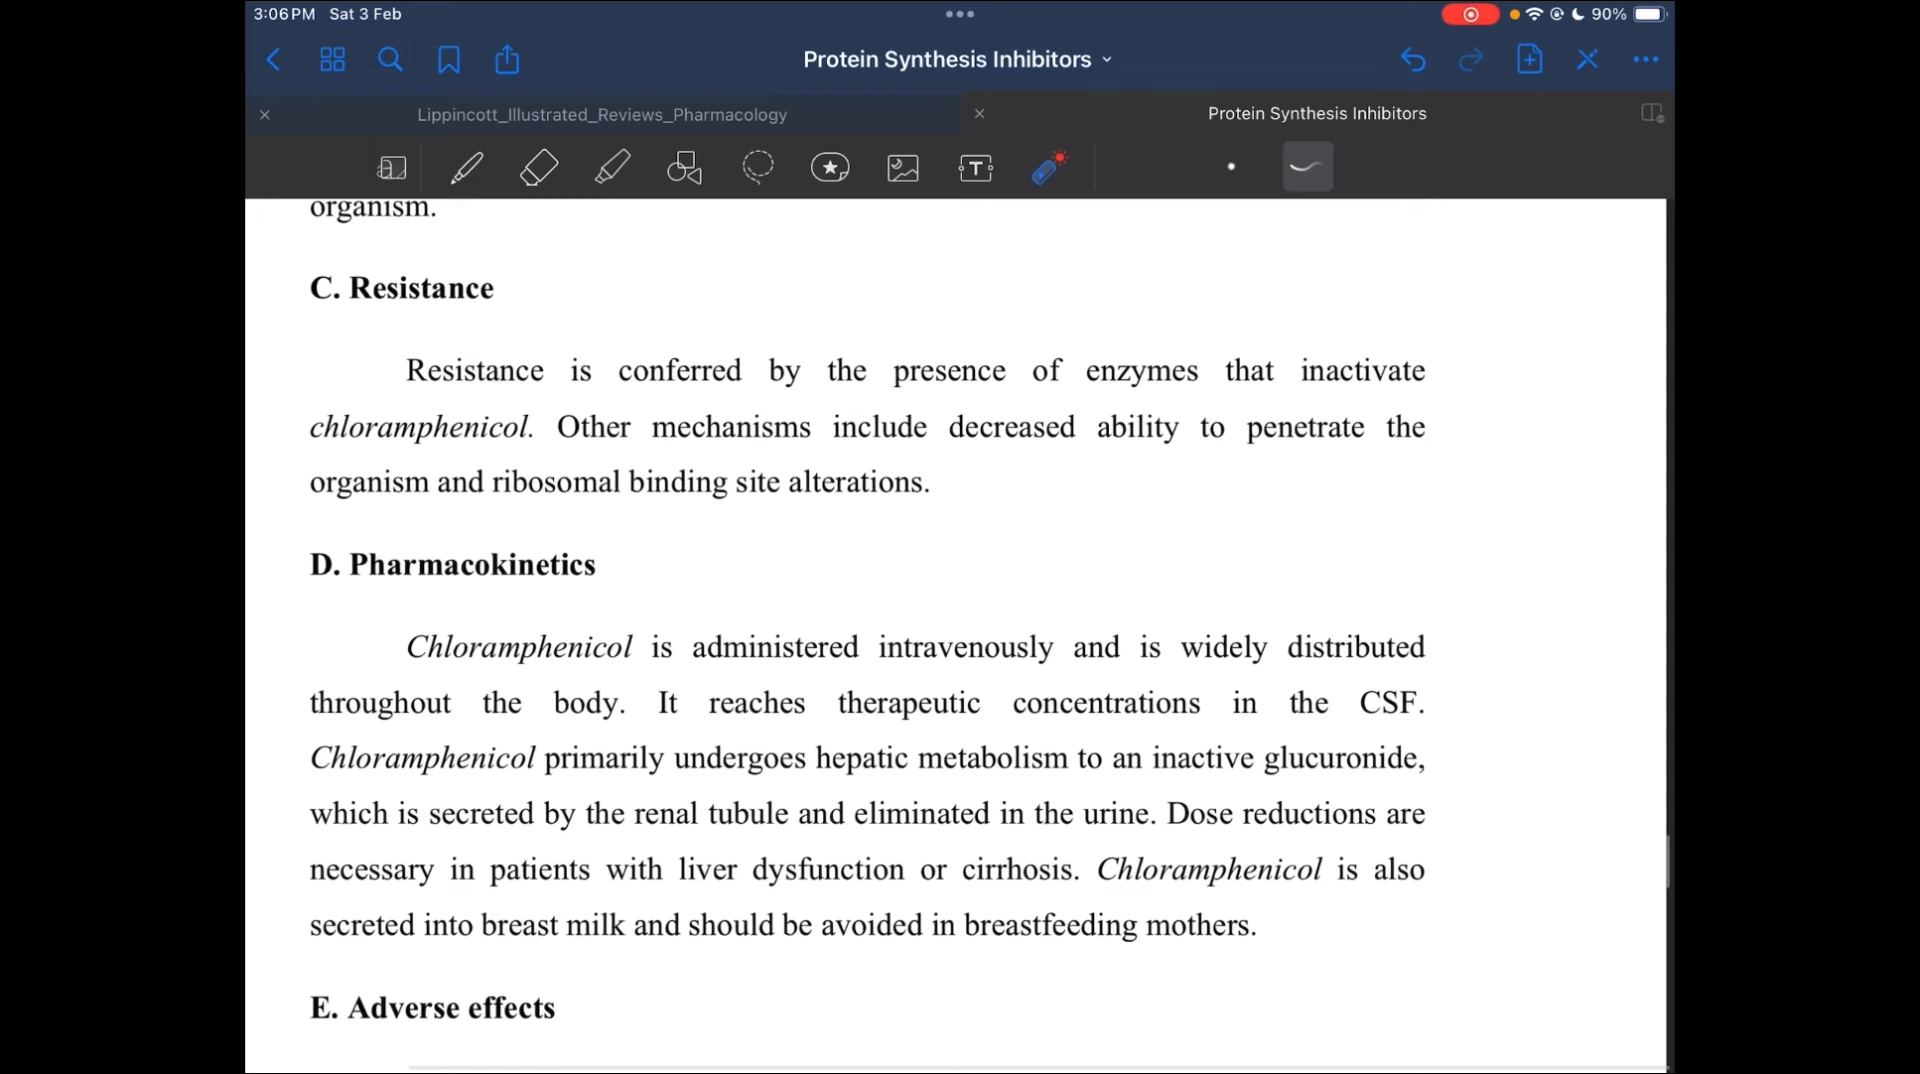 3:06 PM Sat 3 Feb
90%
Protein Synthesis Inhibitors
Lippincott_Illustrated_Reviews_Pharmacology
Protein Synthesis Inhibitors
organism.
C. Resistance
Resistance is conferred by the presence of enzymes that inactivate
chloramphenicol. Other mechanisms include decreased ability to penetrate the
organism and ribosomal binding site alterations.
D. Pharmacokinetics
Chloramphenicol is administered intravenously and is widely distributed
throughout the body. It reaches therapeutic concentrations in the CSF.
Chloramphenicol primarily undergoes hepatic metabolism to an inactive glucuronide,
which is secreted by the renal tubule and eliminated in the urine. Dose reductions are
necessary in patients with liver dysfunction or cirrhosis. Chloramphenicol is also
secreted into breast milk and should be avoided in breastfeeding mothers.
E. Adverse effects